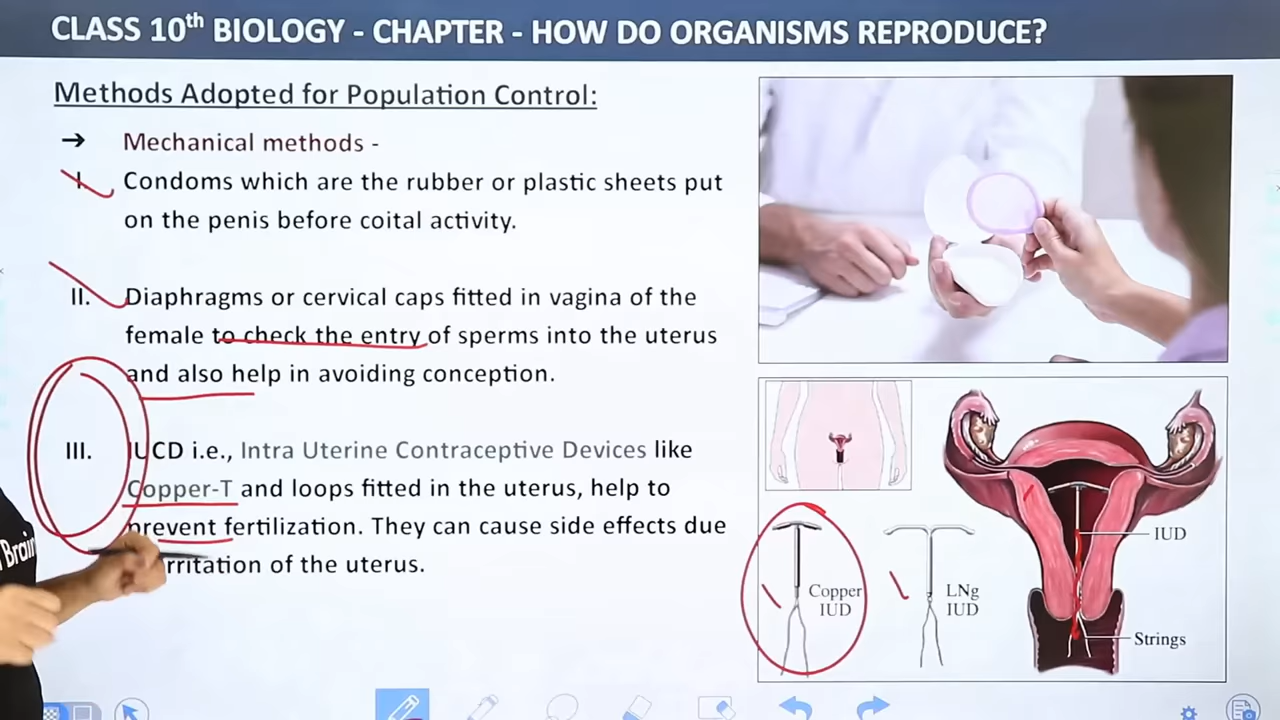 CLASS 10th BIOLOGY - CHAPTER - HOW DO ORGANISMS REPRODUCE?
Methods Adopted for Population Control:
→ Mechanical methods -
I. Condoms which are the rubber or plastic sheets put
on the penis before coital activity.
II. Diaphragms or cervical caps fitted in vagina of the
female to check the entry of sperms into the uterus
and also help in avoiding conception.
III. IUCD i.e., Intra Uterine Contraceptive Devices like
Copper-T and loops fitted in the uterus, help to
prevent fertilization. They can cause side effects due
rritation of the uterus.
Copper
IUD
LNg
IUD
IUD
Strings
Brain